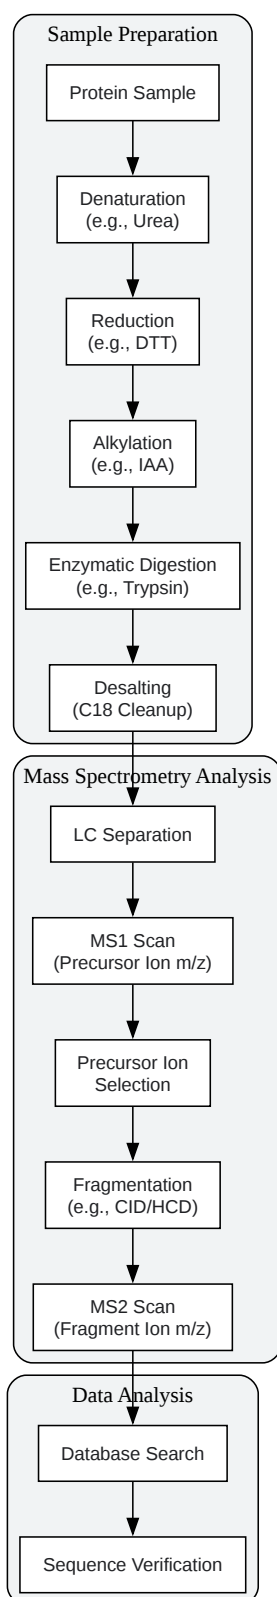 Sample Preparation
Protein Sample
Denaturation
(e.g., Urea)
Reduction
(e.g., DTT)
Alkylation
(e.g., IAA)
Enzymatic Digestion
(e.g., Trypsin)
Desalting
(C18 Cleanup)
Mass Spectrometry Analysis
LC Separation
MS1 Scan
(Precursor Ion m/z)
Precursor Ion
Selection
Fragmentation
(e.g., CID/HCD)
MS2 Scan
(Fragment Ion m/z)
Data Analysis
Database Search
Sequence Verification